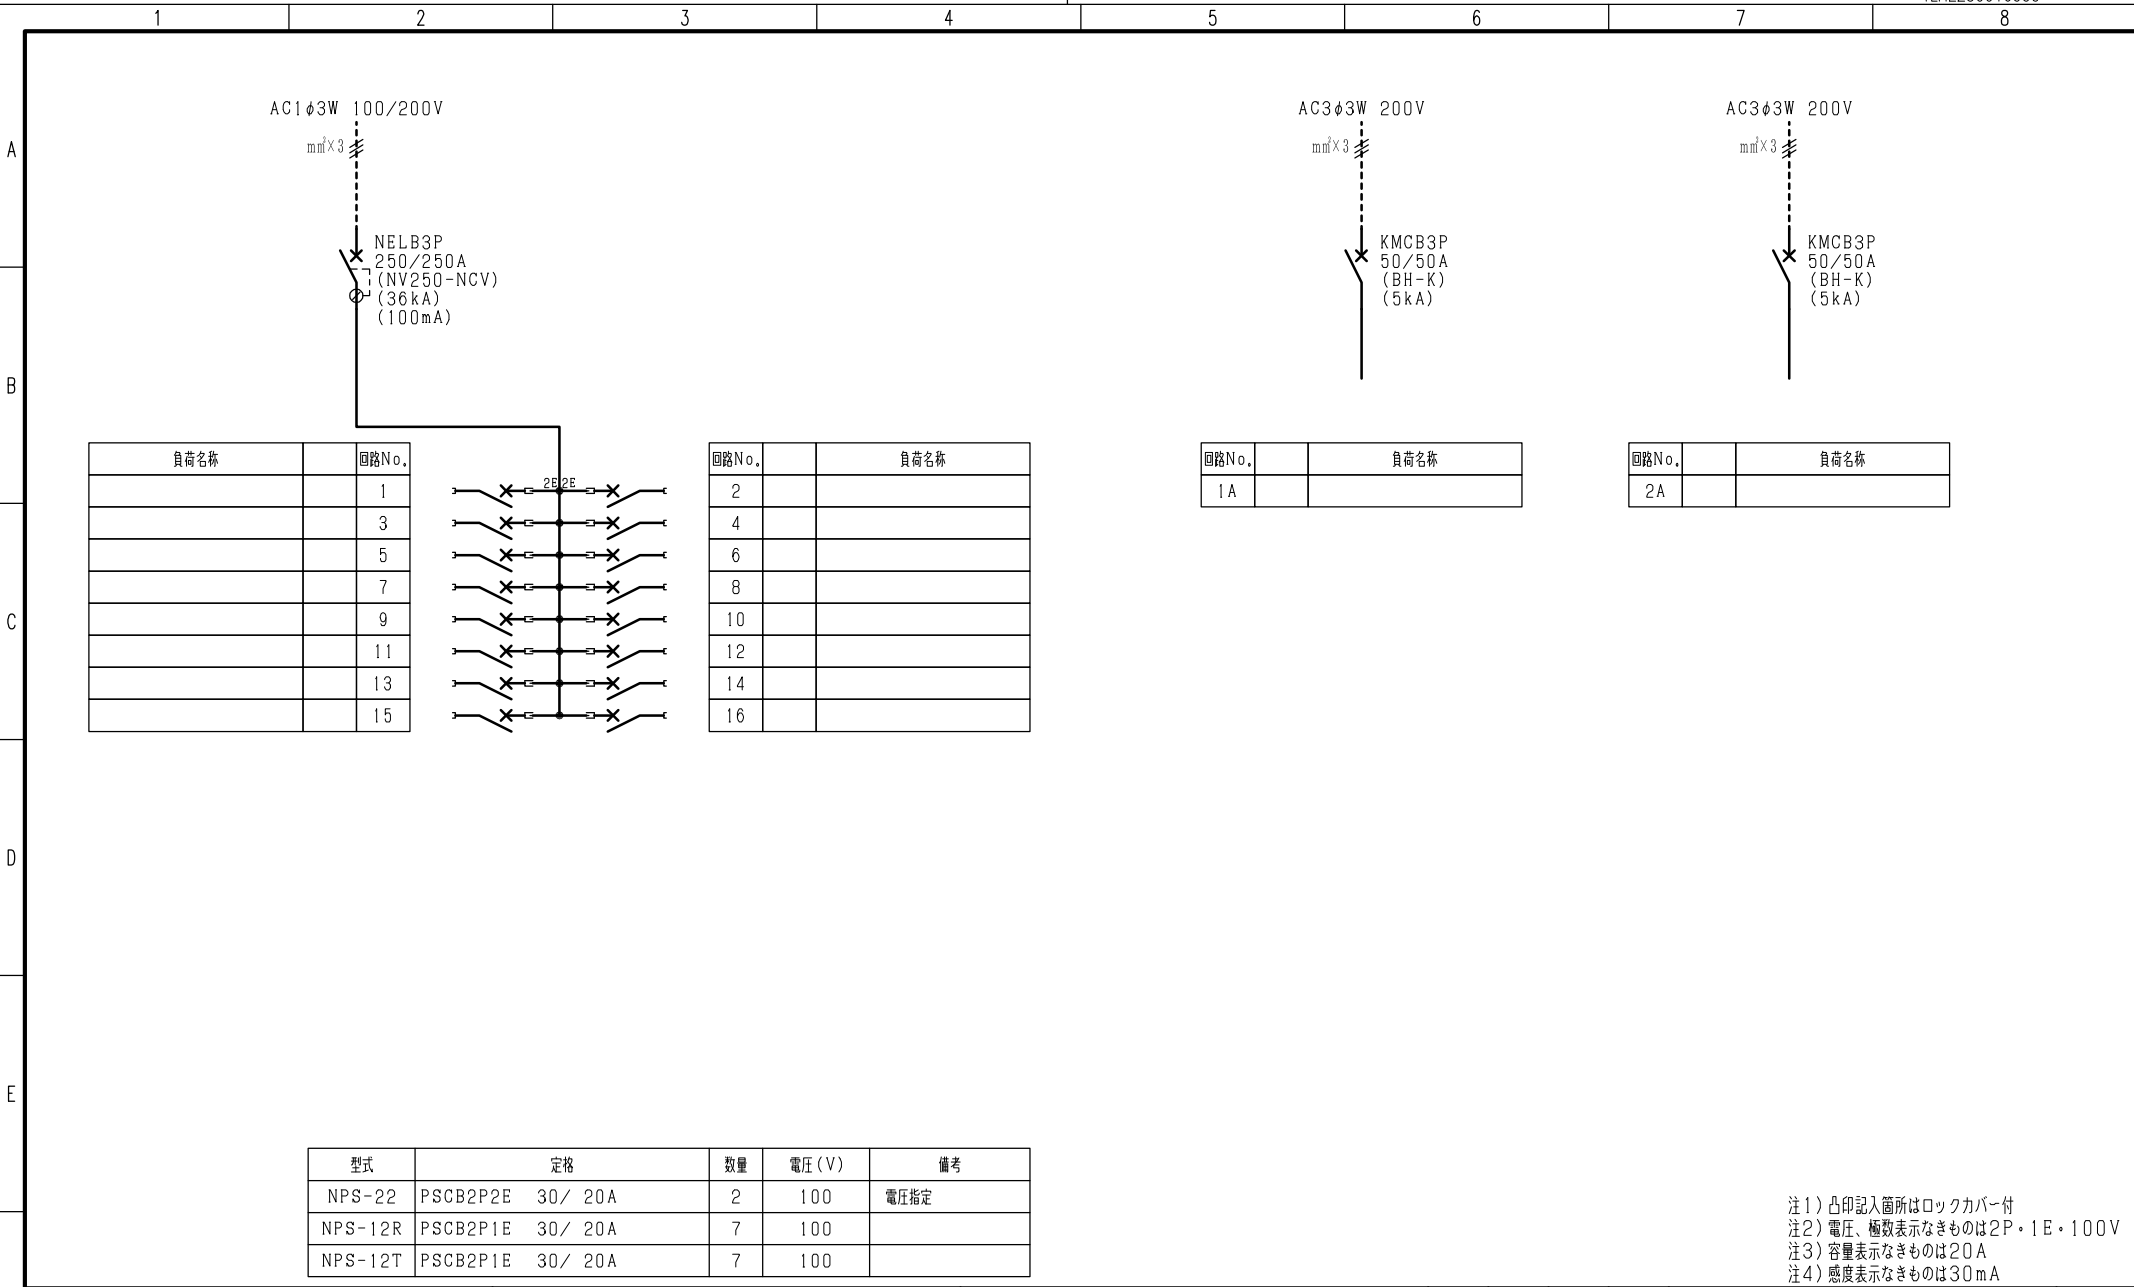 1 2 3 4 5 6 7 8
A
B
C
D
E
AC1φ3W 100/200V
mm²×3
NELB3P
250/250A
(NV250-NCV)
(36kA)
(100mA)
AC3φ3W 200V
mm²×3
KMCB3P
50/50A
(BH-K)
(5kA)
AC3φ3W 200V
mm²×3
KMCB3P
50/50A
(BH-K)
(5kA)
負荷名称 回路No.
1
3
5
7
9
11
13
15
2E 2E
回路No. 負荷名称
2
4
6
8
10
12
14
16
回路No. 負荷名称
1A
回路No. 負荷名称
2A
型式 定格 数量 電圧(V) 備考
NPS-22 PSCB2P2E 30/ 20A 2 100 電圧指定
NPS-12R PSCB2P1E 30/ 20A 7 100
NPS-12T PSCB2P1E 30/ 20A 7 100
注1)凸印記入箇所はロックカバー付
注2)電圧、極数表示なきものは2P・1E・100V
注3)容量表示なきものは20A
注4)感度表示なきものは30mA